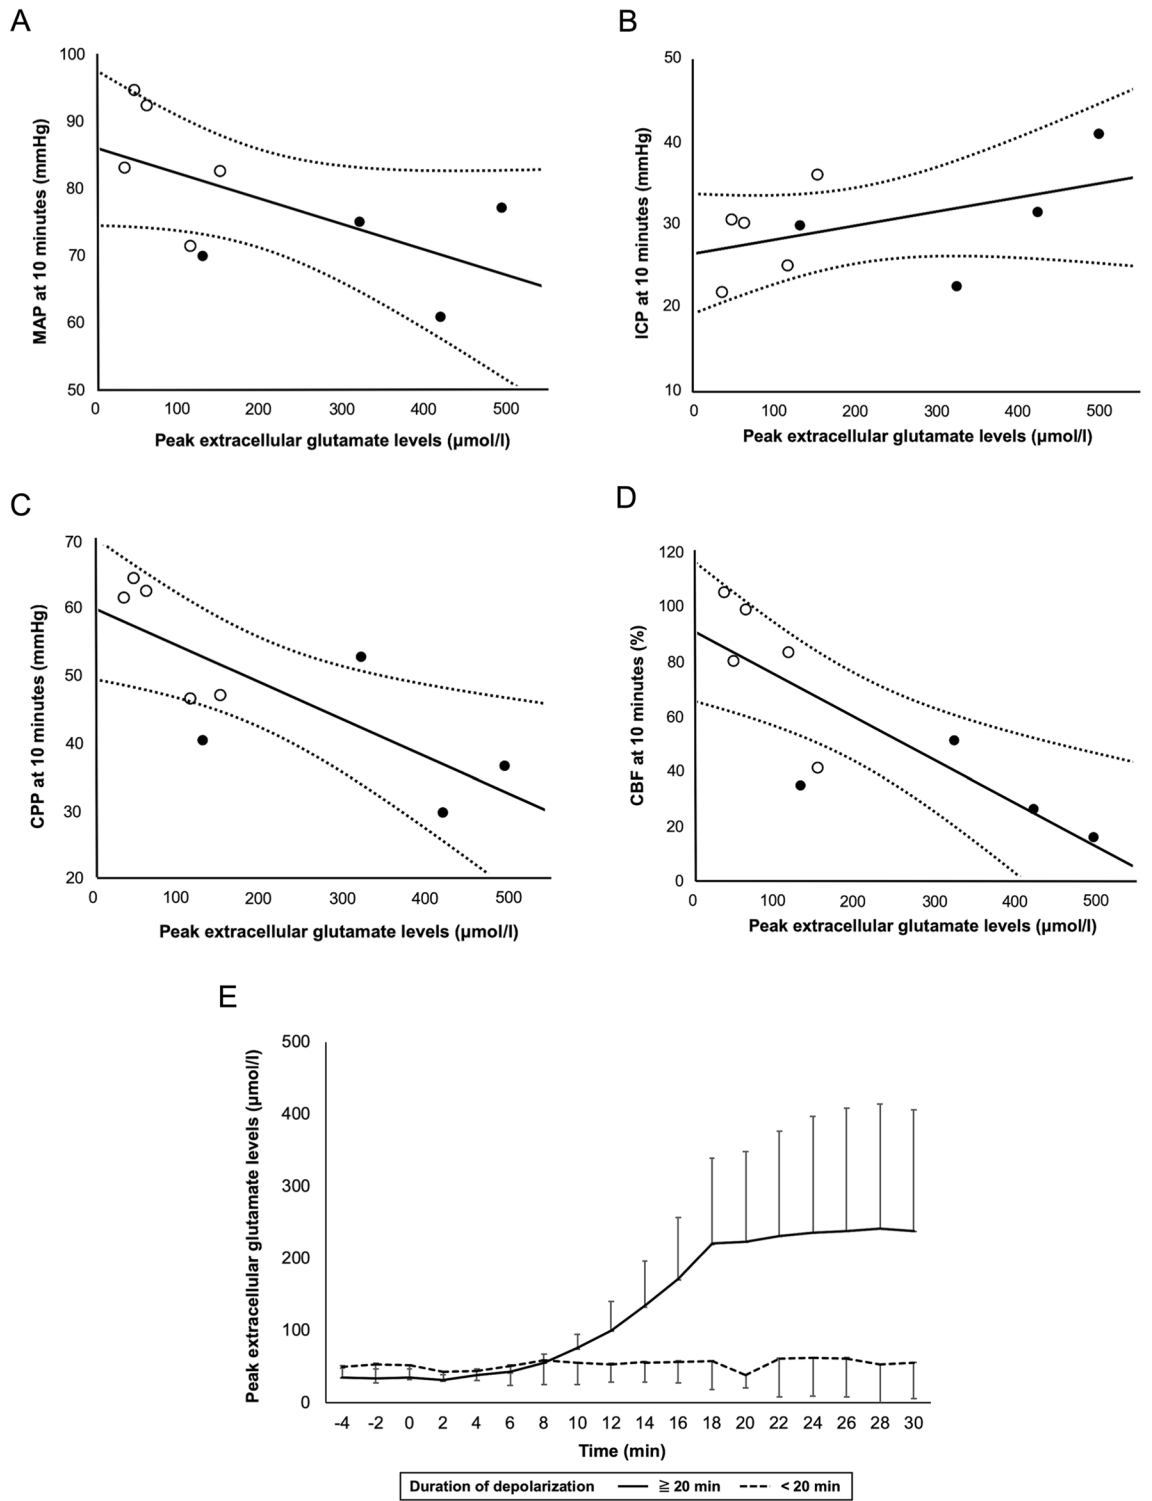 A
MAP at 10 minutes (mmHg)
100
90
80
70
60
50
0 100 200 300 400 500
Peak extracellular glutamate levels (μmol/l)
B
ICP at 10 minutes (mmHg)
50
40
30
20
10
0 100 200 300 400 500
Peak extracellular glutamate levels (μmol/l)
C
CPP at 10 minutes (mmHg)
70
60
50
40
30
20
0 100 200 300 400 500
Peak extracellular glutamate levels (μmol/l)
D
CBF at 10 minutes (%)
120
100
80
60
40
20
0
0 100 200 300 400 500
Peak extracellular glutamate levels (μmol/l)
E
Peak extracellular glutamate levels (μmol/l)
500
400
300
200
100
0
-4 -2 0 2 4 6 8 10 12 14 16 18 20 22 24 26 28 30
Time (min)
Duration of depolarization ≧ 20 min < 20 min